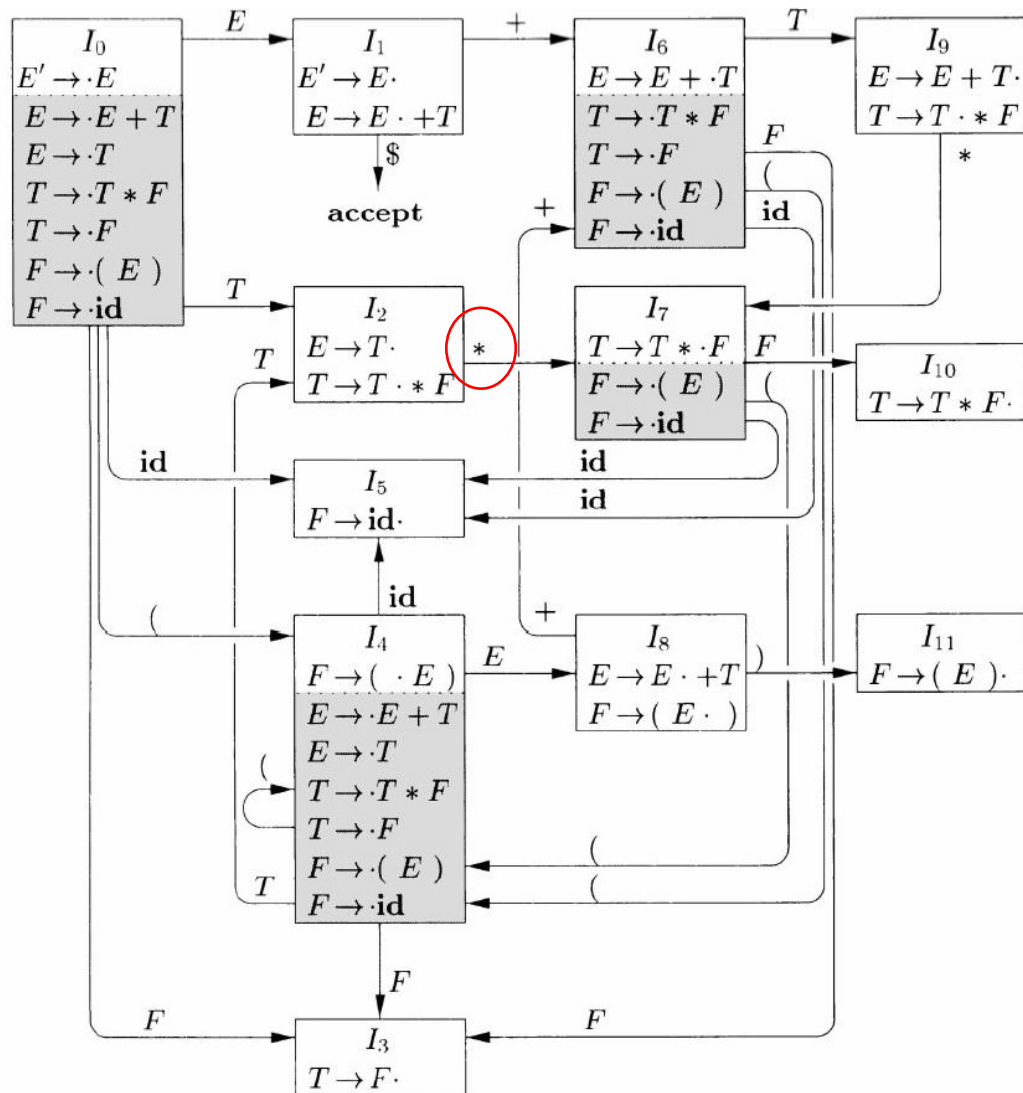 I₀
E′ → ·E
E → ·E + T
E → ·T
T → ·T * F
T → ·F
F → ·( E )
F → ·id
E
I₁
E′ → E·
E → E · +T
$
accept
+
I₆
E → E + ·T
T → ·T * F
T → ·F
F → ·( E )
F → ·id
T
I₉
E → E + T·
T → T · * F
*
F
(
id
+
T
I₂
E → T·
T → T · * F
T
*
I₇
T → T * ·F
F → ·( E )
F → ·id
F
(
I₁₀
T → T * F·
id
id
id
I₅
F → id·
id
(
I₄
F → ( · E )
E → ·E + T
E → ·T
T → ·T * F
T → ·F
F → ·( E )
F → ·id
(
T
E
+
I₈
E → E · +T
F → ( E · )
)
I₁₁
F → ( E ) ·
(
(
F
F
F
I₃
T → F·